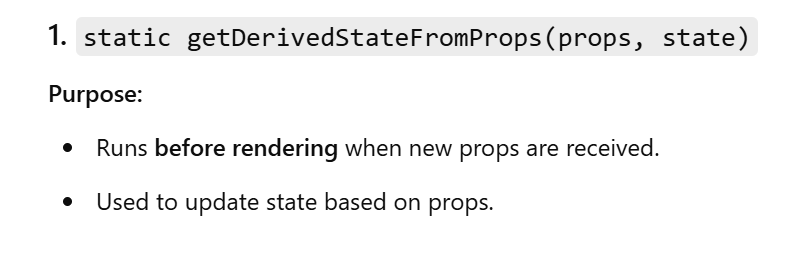 1. static getDerivedStateFromProps(props, state)
Purpose:
• Runs before rendering when new props are received.
• Used to update state based on props.